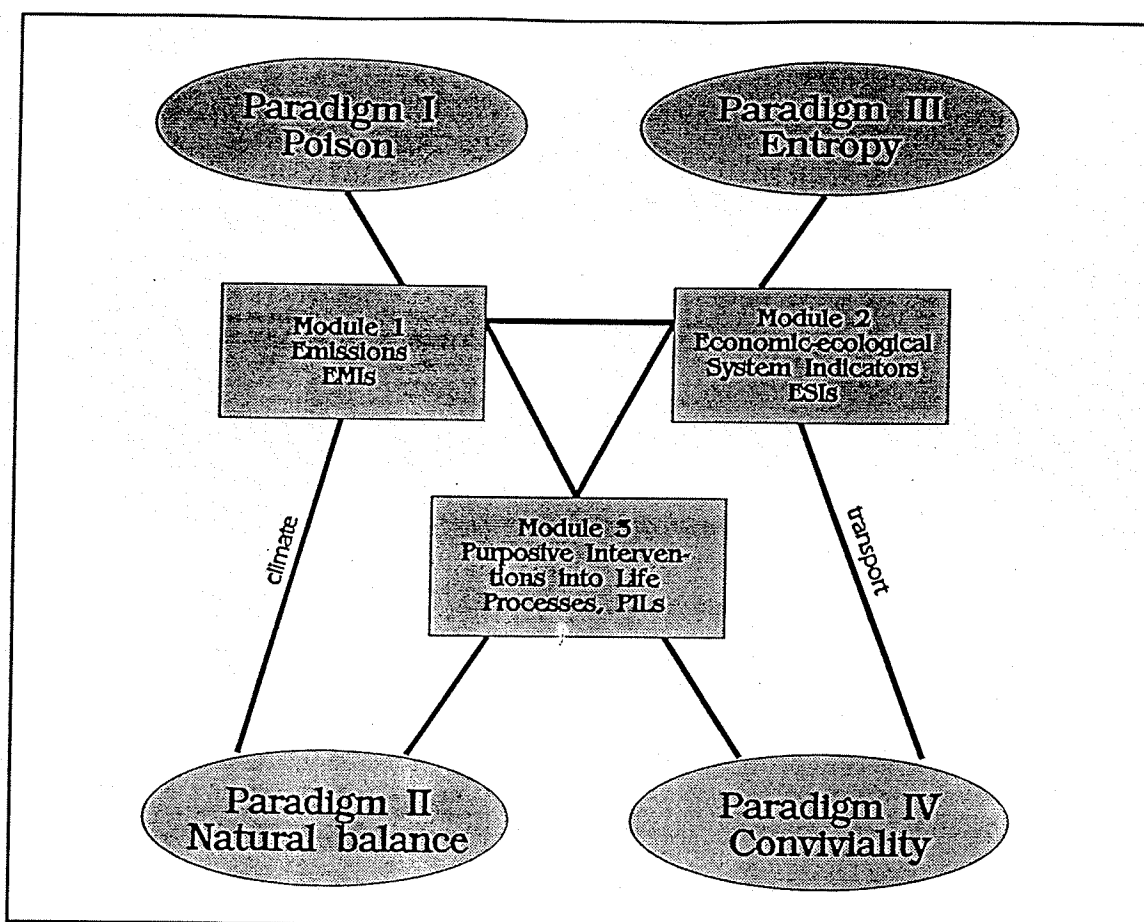 Paradigm I
Poison
Paradigm III
Entropy
Module 1
Emissions
EMIs
Module 2
Economic-ecological
System Indicators
ESIs
Module 3
Purposive Interven-
tions into Life
Processes, PILs
climate
transport
Paradigm II
Natural balance
Paradigm IV
Conviviality